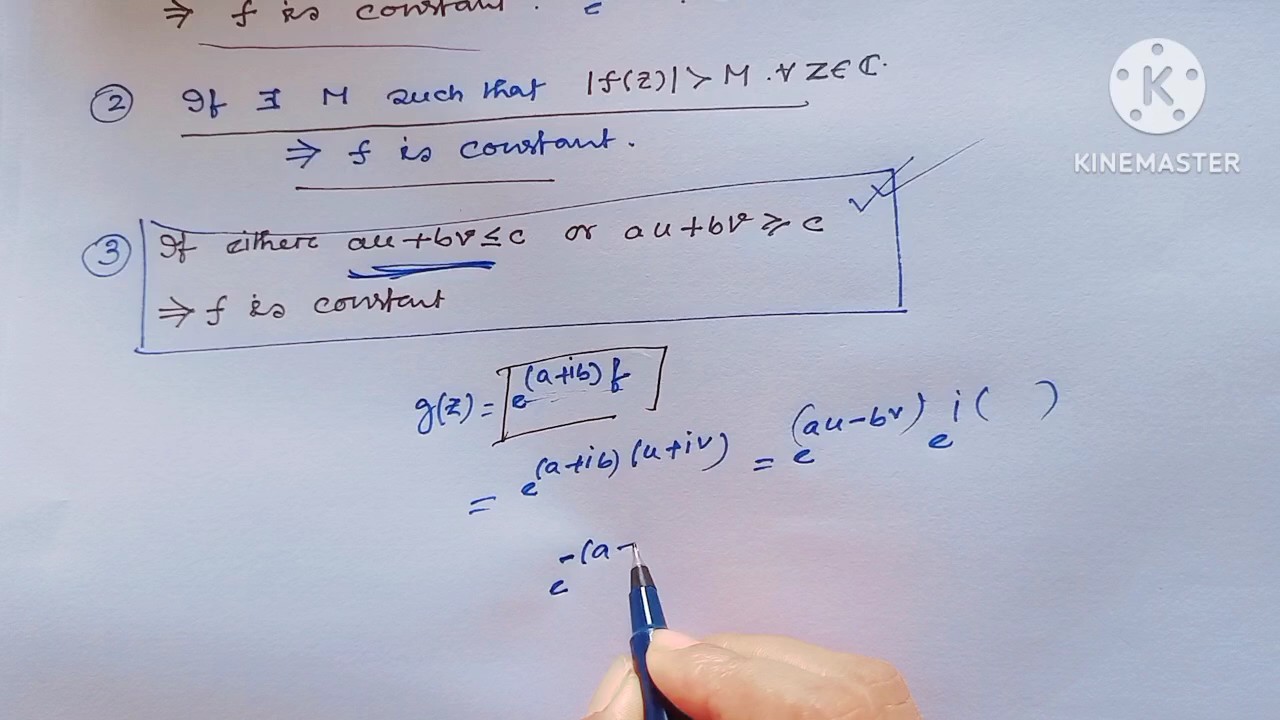 ⇒ f is constant. e
② If ∃ M such that |f(z)| > M. ∀ z ∈ ℂ.
⇒ f is constant.
③ If either au+bv ≤ c or au+bv ≥ c
⇒ f is constant
g(z) = e^(a+ib) f
= e^(a+ib)(u+iv) = e^(au-bv) e^i( )
e^-(a-
K
KINEMASTER